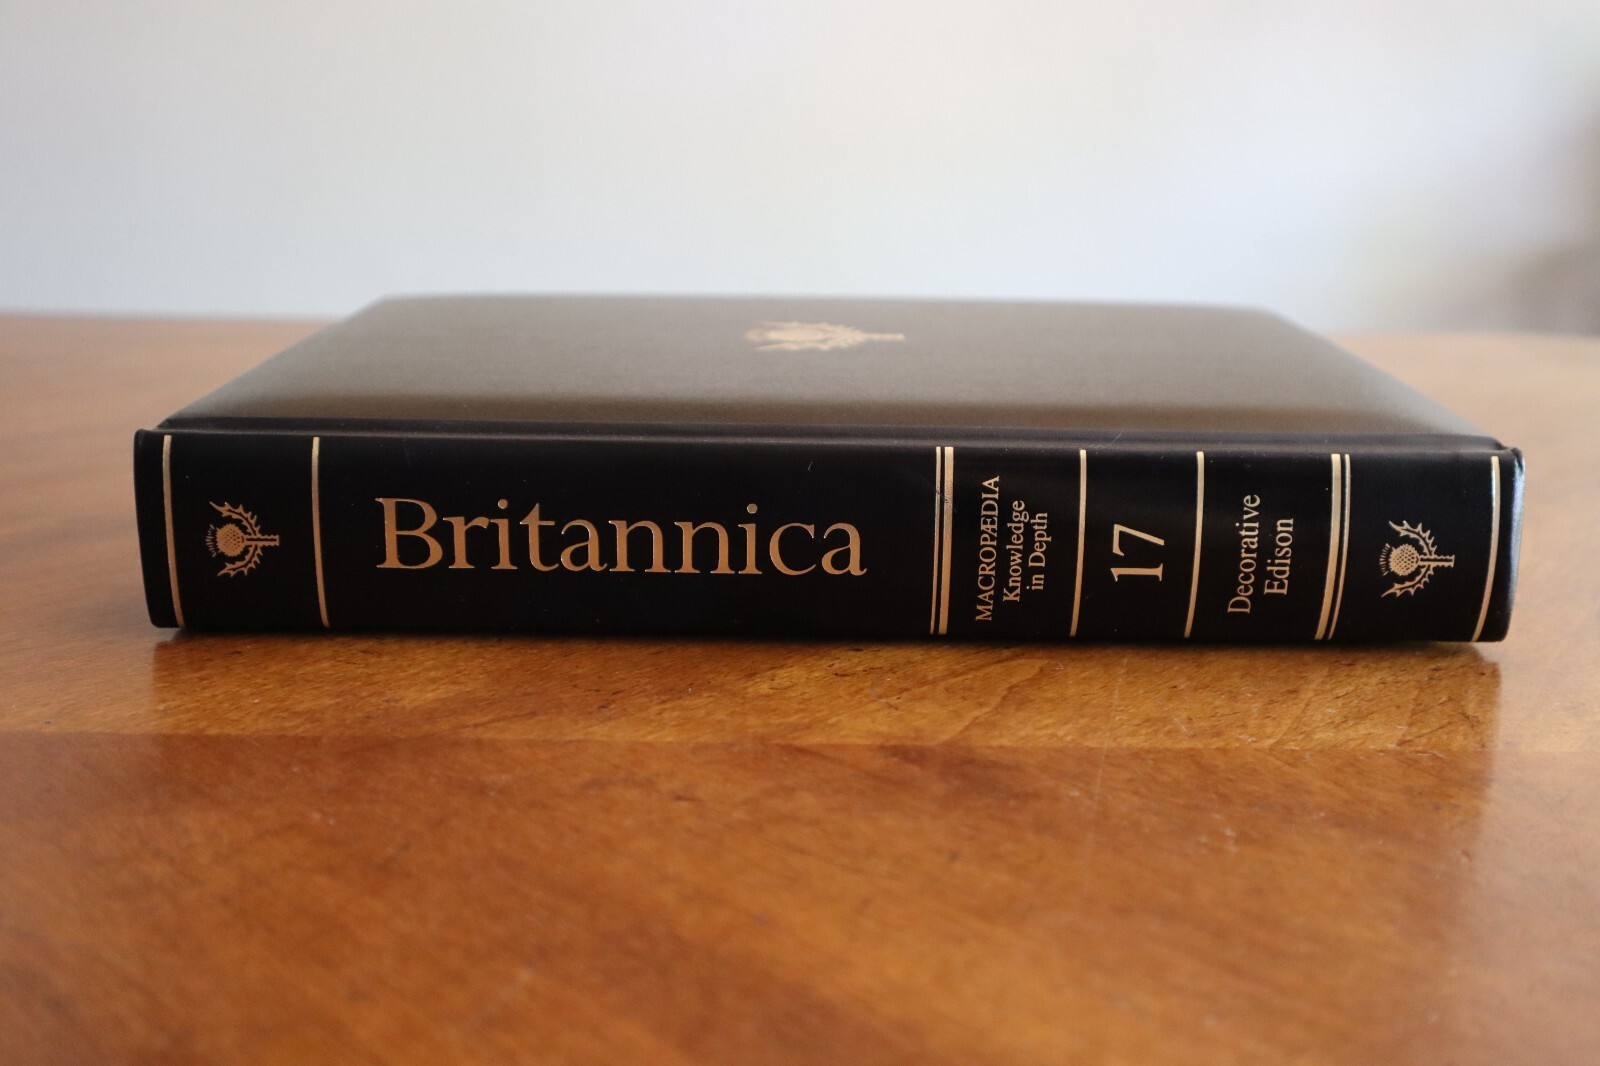 Britannica
MACROPÆDIA
Knowledge
in Depth
17
Decorative
Edison